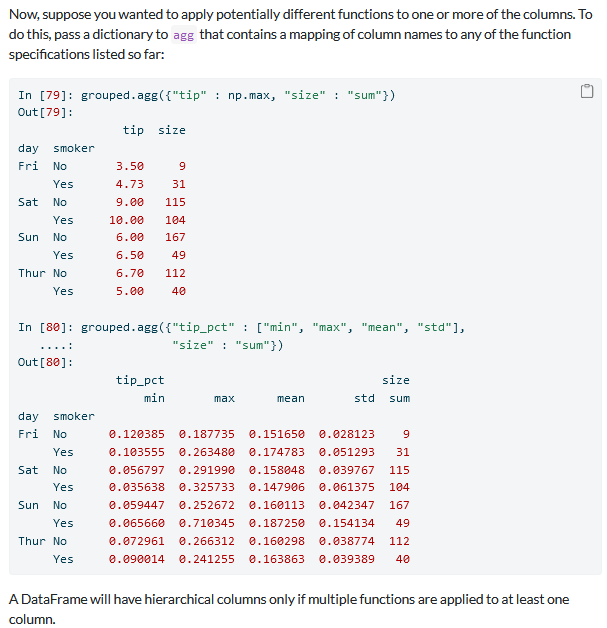 Now, suppose you wanted to apply potentially different functions to one or more of the columns. To
do this, pass a dictionary to agg that contains a mapping of column names to any of the function
specifications listed so far:
In [79]: grouped.agg({"tip" : np.max, "size" : "sum"})
Out[79]:
               tip  size
day  smoker
Fri  No       3.50     9
     Yes      4.73    31
Sat  No       9.00   115
     Yes     10.00   104
Sun  No       6.00   167
     Yes      6.50    49
Thur No       6.70   112
     Yes      5.00    40
In [80]: grouped.agg({"tip_pct" : ["min", "max", "mean", "std"],
   ....:              "size" : "sum"})
Out[80]:
              tip_pct                               size
                  min       max      mean       std  sum
day  smoker
Fri  No      0.120385  0.187735  0.151650  0.028123    9
     Yes     0.103555  0.263480  0.174783  0.051293   31
Sat  No      0.056797  0.291990  0.158048  0.039767  115
     Yes     0.035638  0.325733  0.147906  0.061375  104
Sun  No      0.059447  0.252672  0.160113  0.042347  167
     Yes     0.065660  0.710345  0.187250  0.154134   49
Thur No      0.072961  0.266312  0.160298  0.038774  112
     Yes     0.090014  0.241255  0.163863  0.039389   40
A DataFrame will have hierarchical columns only if multiple functions are applied to at least one
column.